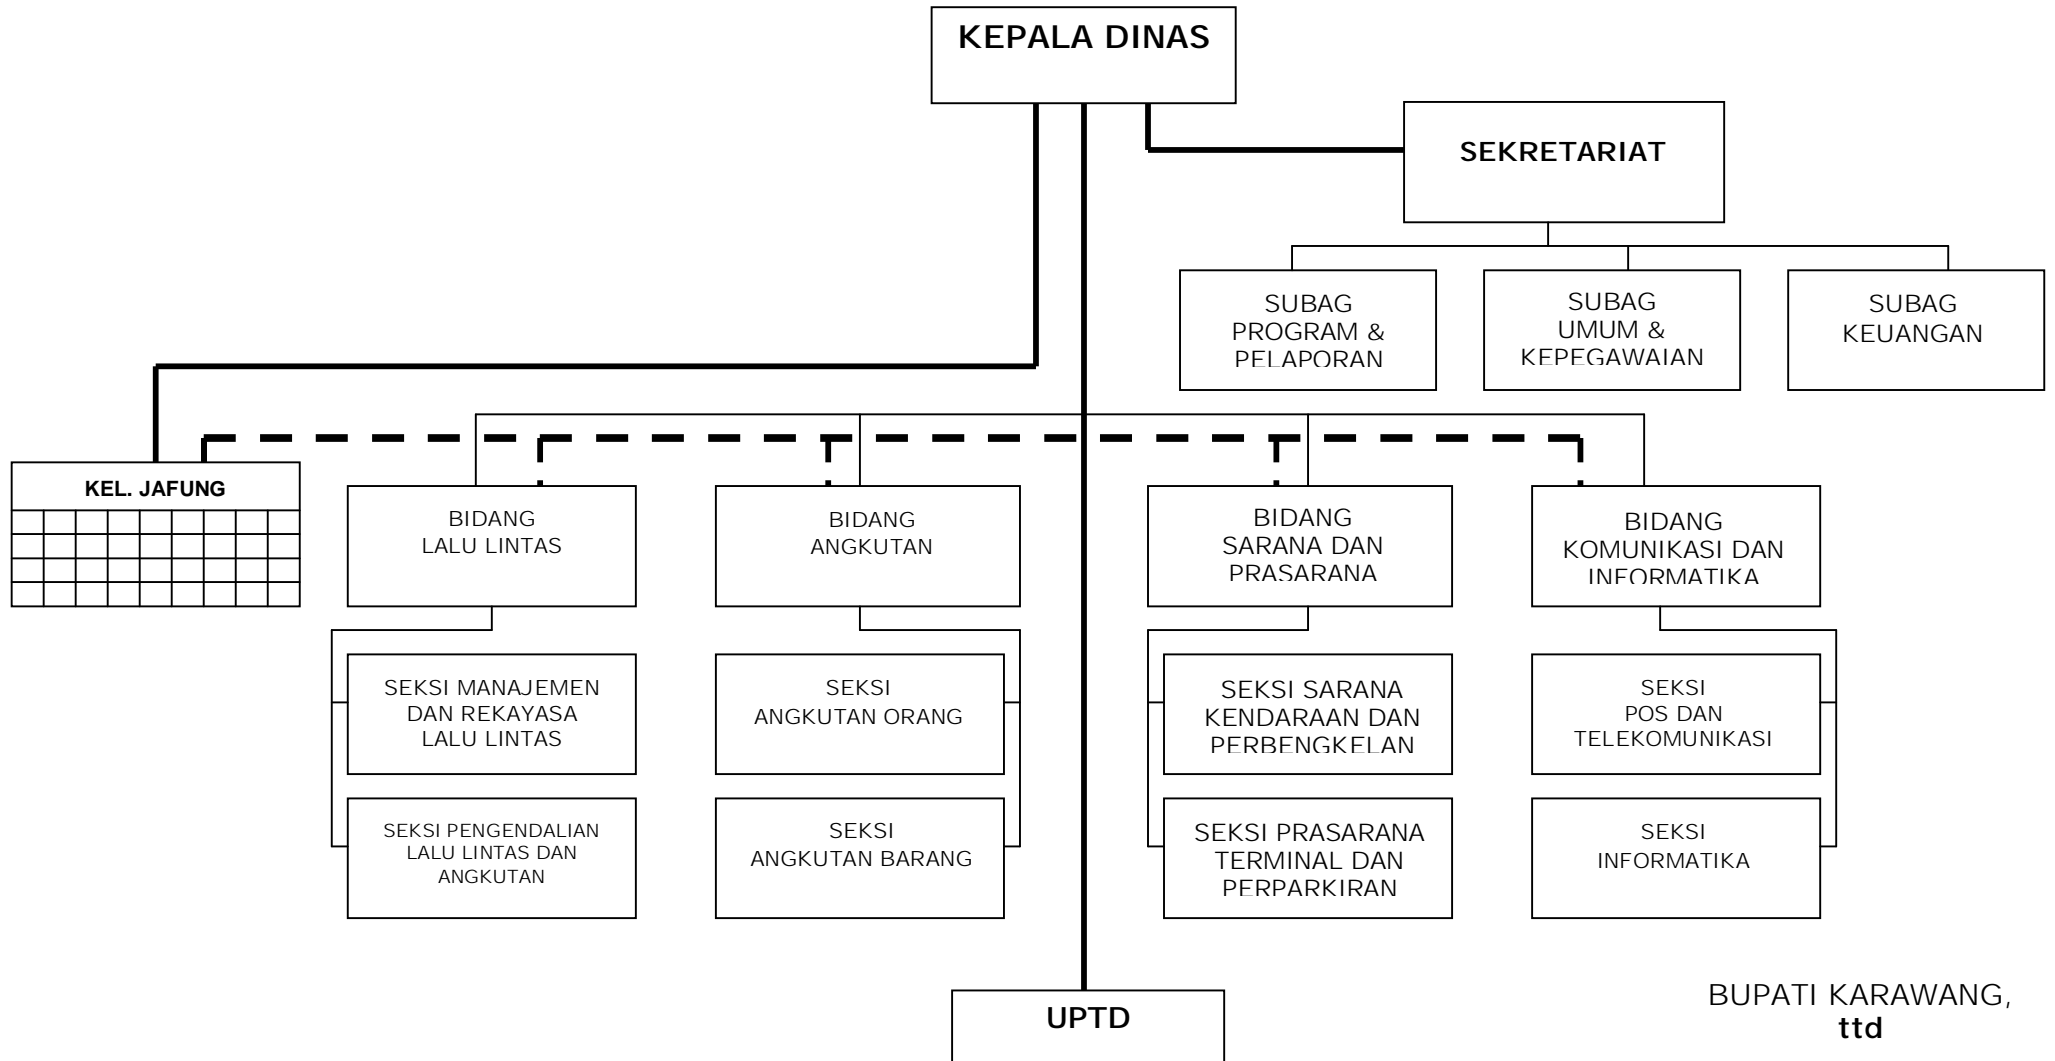 KEPALA DINAS
SEKRETARIAT
SUBAG
PROGRAM &
PELAPORAN
SUBAG
UMUM &
KEPEGAWAIAN
SUBAG
KEUANGAN
KEL. JAFUNG
BIDANG
LALU LINTAS
BIDANG
ANGKUTAN
BIDANG
SARANA DAN
PRASARANA
BIDANG
KOMUNIKASI DAN
INFORMATIKA
SEKSI MANAJEMEN
DAN REKAYASA
LALU LINTAS
SEKSI
ANGKUTAN ORANG
SEKSI SARANA
KENDARAAN DAN
PERBENGKELAN
SEKSI
POS DAN
TELEKOMUNIKASI
SEKSI PENGENDALIAN
LALU LINTAS DAN
ANGKUTAN
SEKSI
ANGKUTAN BARANG
SEKSI PRASARANA
TERMINAL DAN
PERPARKIRAN
SEKSI
INFORMATIKA
UPTD
BUPATI KARAWANG,
ttd